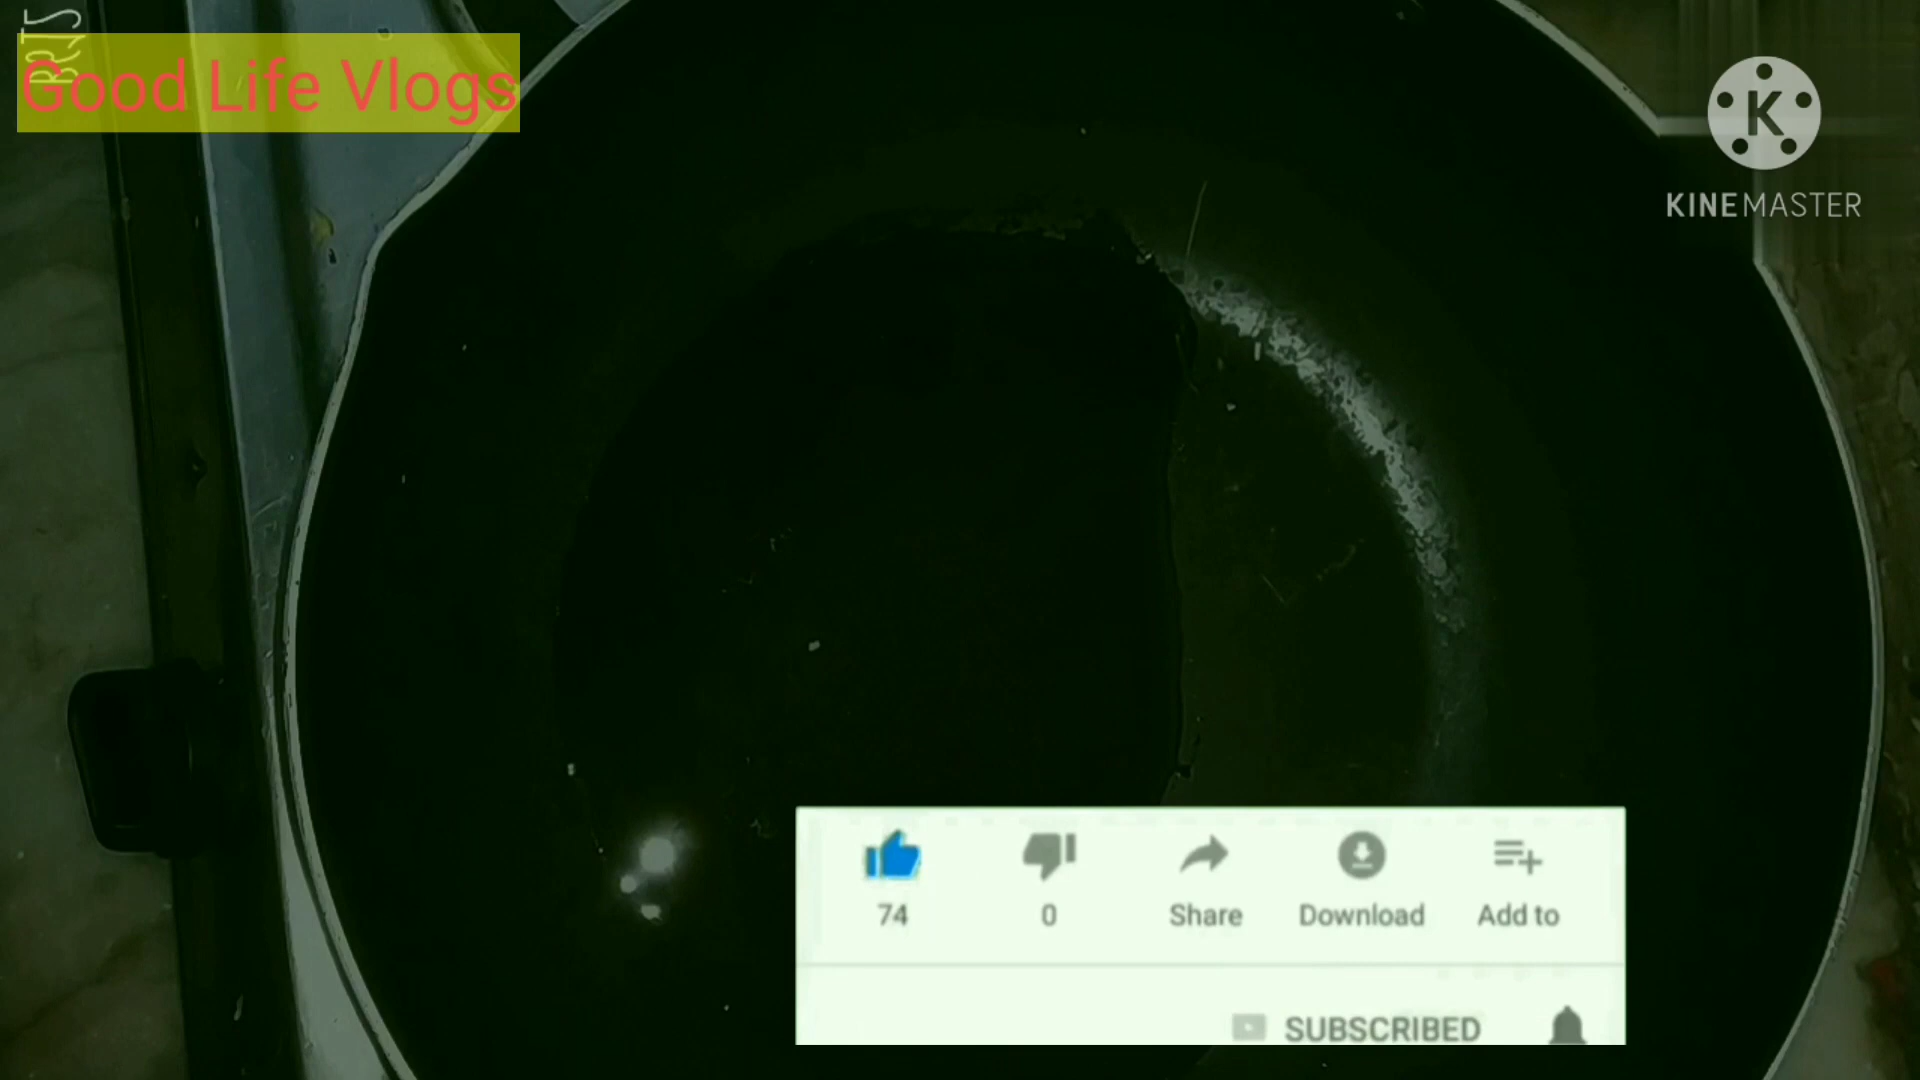 Good Life Vlogs
KINEMASTER
74
0
Share
Download
Add to
SUBSCRIBED